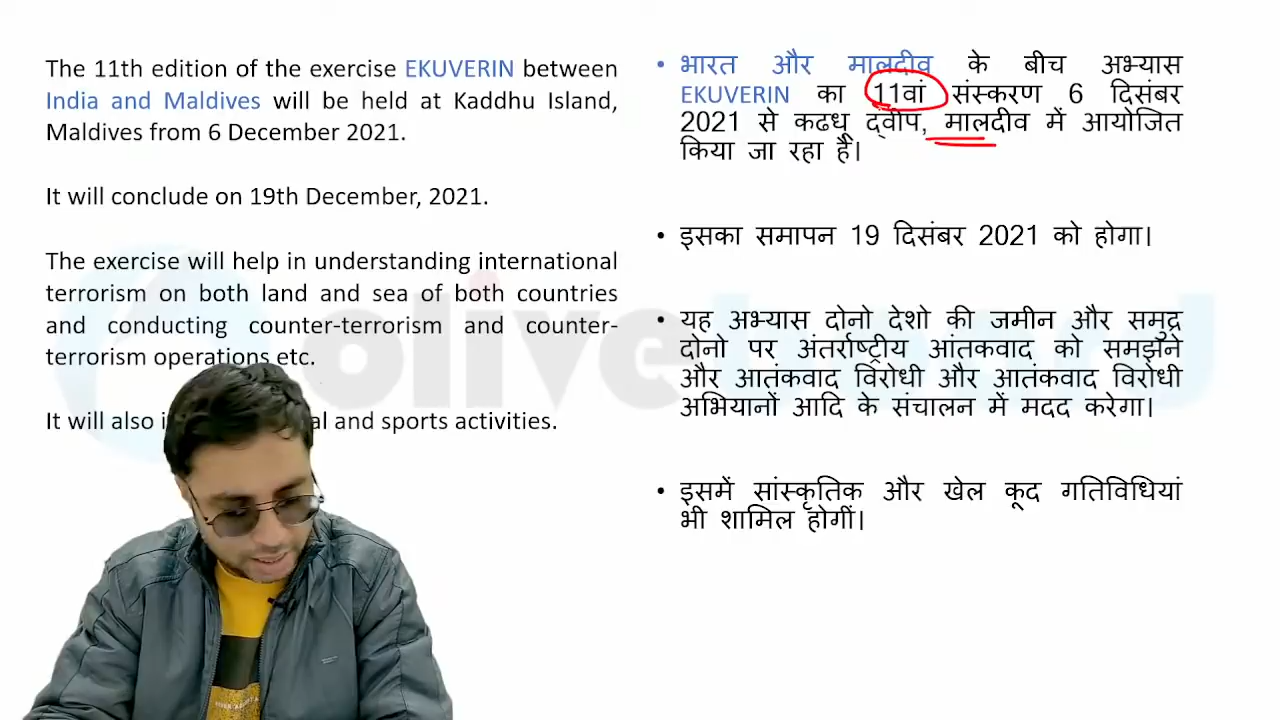 The 11th edition of the exercise EKUVERIN between
India and Maldives will be held at Kaddhu Island,
Maldives from 6 December 2021.
It will conclude on 19th December, 2021.
The exercise will help in understanding international
terrorism on both land and sea of both countries
and conducting counter-terrorism and counter-
terrorism operations etc.
It will also and sports activities.
• भारत और मालदीव के बीच अभ्यास
EKUVERIN का 11वां संस्करण 6 दिसंबर
2021 से कढधू द्वीप, मालदीव में आयोजित
किया जा रहा है।
• इसका समापन 19 दिसंबर 2021 को होगा।
• यह अभ्यास दोनो देशो की जमीन और समुद्र
दोनो पर अंतर्राष्ट्रीय आंतकवाद को समझने
और आतंकवाद विरोधी और आतंकवाद विरोधी
अभियानों आदि के संचालन में मदद करेगा।
• इसमें सांस्कृतिक और खेल कूद गतिविधियां
भी शामिल होगीं।